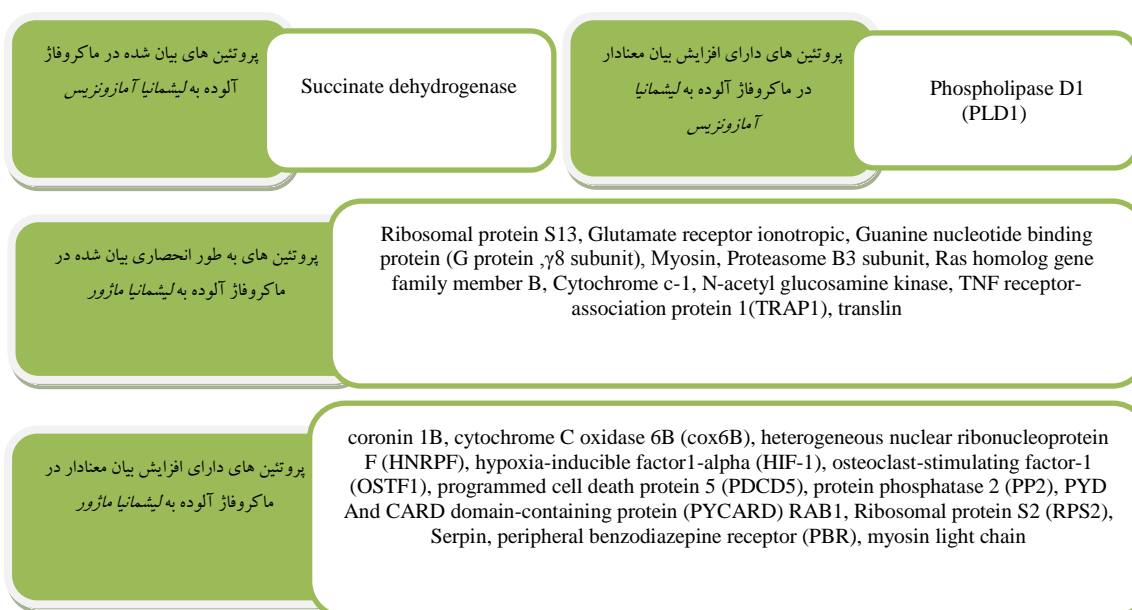 پروتئین های بیان شده در ماکروفاژ
آلوده به لیشمانیا آمازونزیس
Succinate dehydrogenase
پروتئین های دارای افزایش بیان معنادار
در ماکروفاژ آلوده به لیشمانیا
آمازونزیس
Phospholipase D1
(PLD1)
پروتئین های به طور انحصاری بیان شده در
ماکروفاژ آلوده به لیشمانیا ماژور
Ribosomal protein S13, Glutamate receptor ionotropic, Guanine nucleotide binding
protein (G protein ,γ8 subunit), Myosin, Proteasome B3 subunit, Ras homolog gene
family member B, Cytochrome c-1, N-acetyl glucosamine kinase, TNF receptor-
association protein 1(TRAP1), translin
پروتئین های دارای افزایش بیان معنادار در
ماکروفاژ آلوده به لیشمانیا ماژور
coronin 1B, cytochrome C oxidase 6B (cox6B), heterogeneous nuclear ribonucleoprotein
F (HNRPF), hypoxia-inducible factor1-alpha (HIF-1), osteoclast-stimulating factor-1
(OSTF1), programmed cell death protein 5 (PDCD5), protein phosphatase 2 (PP2), PYD
And CARD domain-containing protein (PYCARD) RAB1, Ribosomal protein S2 (RPS2),
Serpin, peripheral benzodiazepine receptor (PBR), myosin light chain